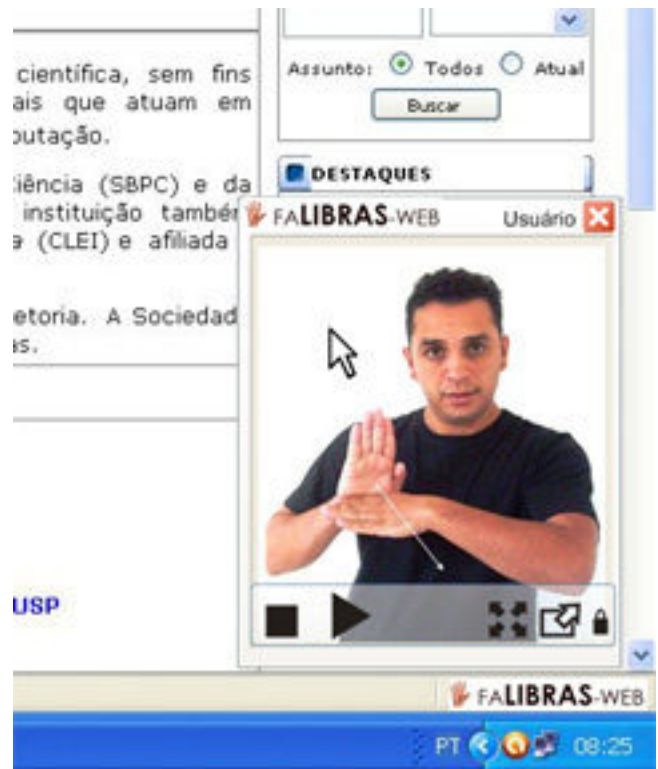 científica, sem fins
ais que atuam em
outação.
iência (SBPC) e da
instituição també
(CLEI) e afiliada
etoria. A Sociedad
as.
USP
Assunto: Todos Atual
Buscar
DESTAQUES
FALIBRAS-WEB Usuário
FALIBRAS-WEB
PT 08:25